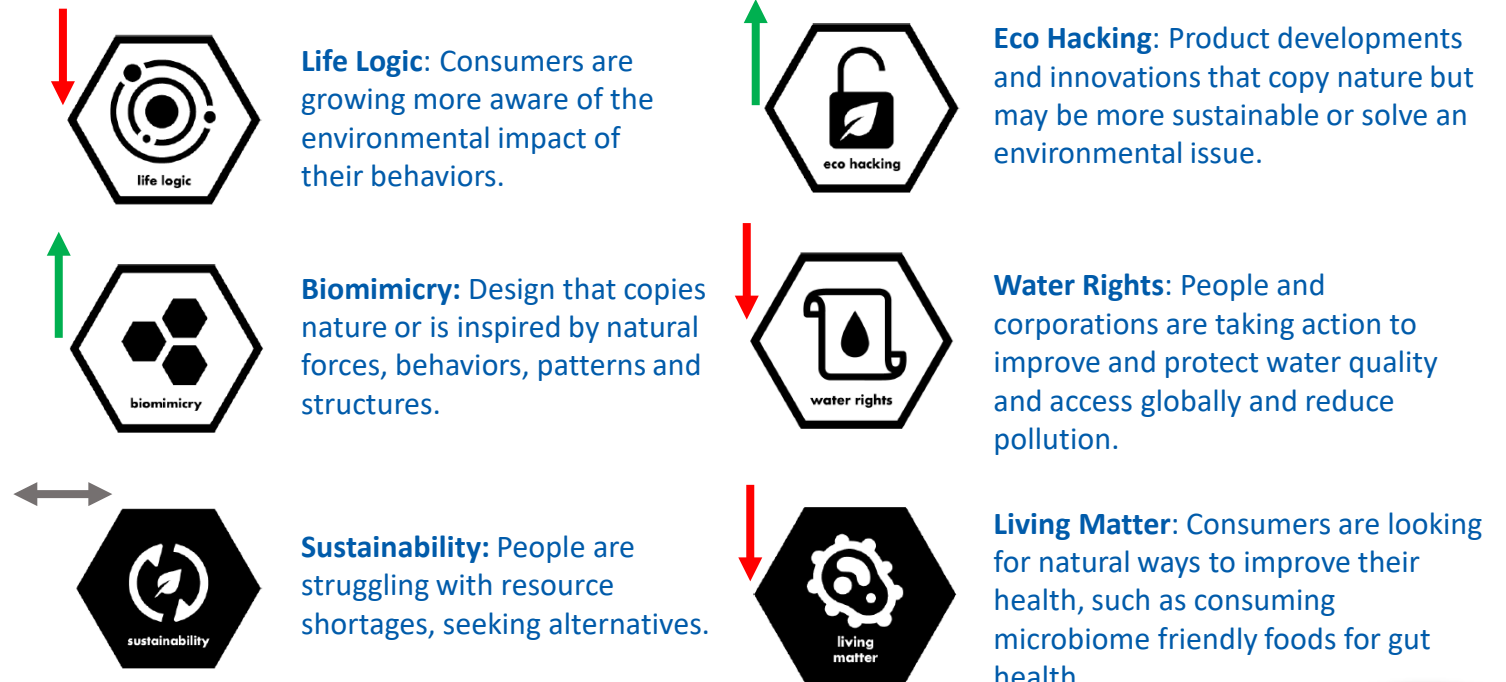 life logic
Life Logic: Consumers are
growing more aware of the
environmental impact of
their behaviors.
eco hacking
Eco Hacking: Product developments
and innovations that copy nature but
may be more sustainable or solve an
environmental issue.
biomimicry
Biomimicry: Design that copies
nature or is inspired by natural
forces, behaviors, patterns and
structures.
water rights
Water Rights: People and
corporations are taking action to
improve and protect water quality
and access globally and reduce
pollution.
sustainability
Sustainability: People are
struggling with resource
shortages, seeking alternatives.
living
matter
Living Matter: Consumers are looking
for natural ways to improve their
health, such as consuming
microbiome friendly foods for gut
health